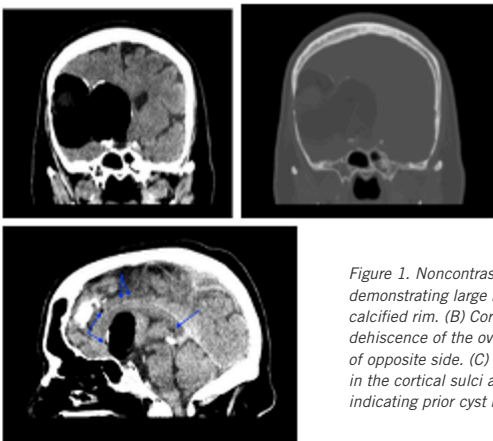 Figure 1. Noncontras
demonstrating large
calcified rim. (B) Cor
dehiscence of the ov
of opposite side. (C)
in the cortical sulci a
indicating prior cyst